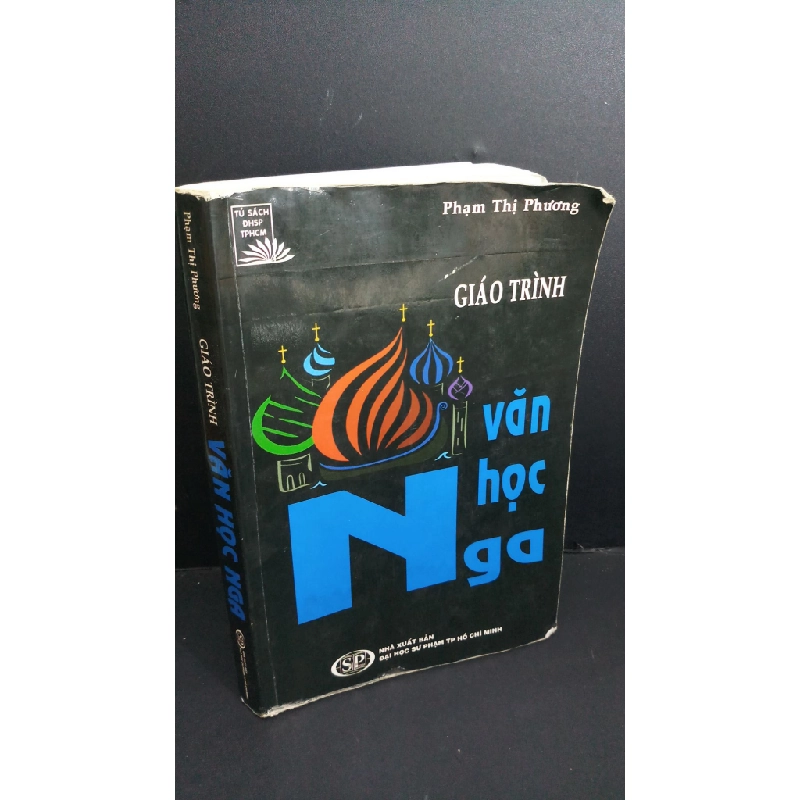 TỦ SÁCH
ĐHSP
TPHCM
Phạm Thị Phương
GIÁO TRÌNH
văn
học
Nga
SP
NHÀ XUẤT BẢN
ĐẠI HỌC SƯ PHẠM TP HỒ CHÍ MINH
Phạm Thị Phương
GIÁO TRÌNH
VĂN HỌC NGA